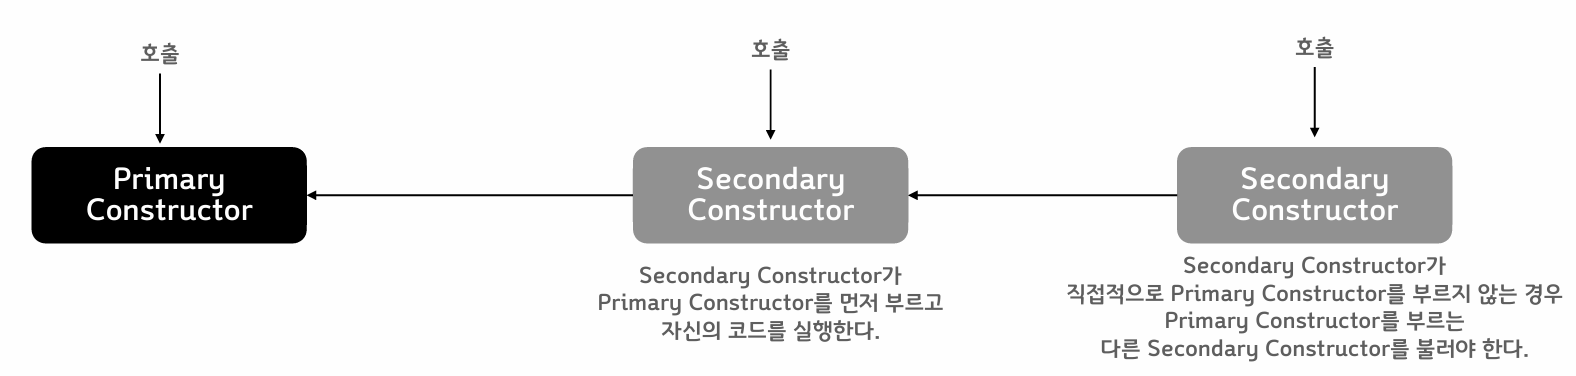 호출
호출
호출
Primary
Constructor
Secondary
Constructor
Secondary
Constructor
Secondary Constructor가
Primary Constructor를 먼저 부르고
자신의 코드를 실행한다.
Secondary Constructor가
직접적으로 Primary Constructor를 부르지 않는 경우
Primary Constructor를 부르는
다른 Secondary Constructor를 불러야 한다.